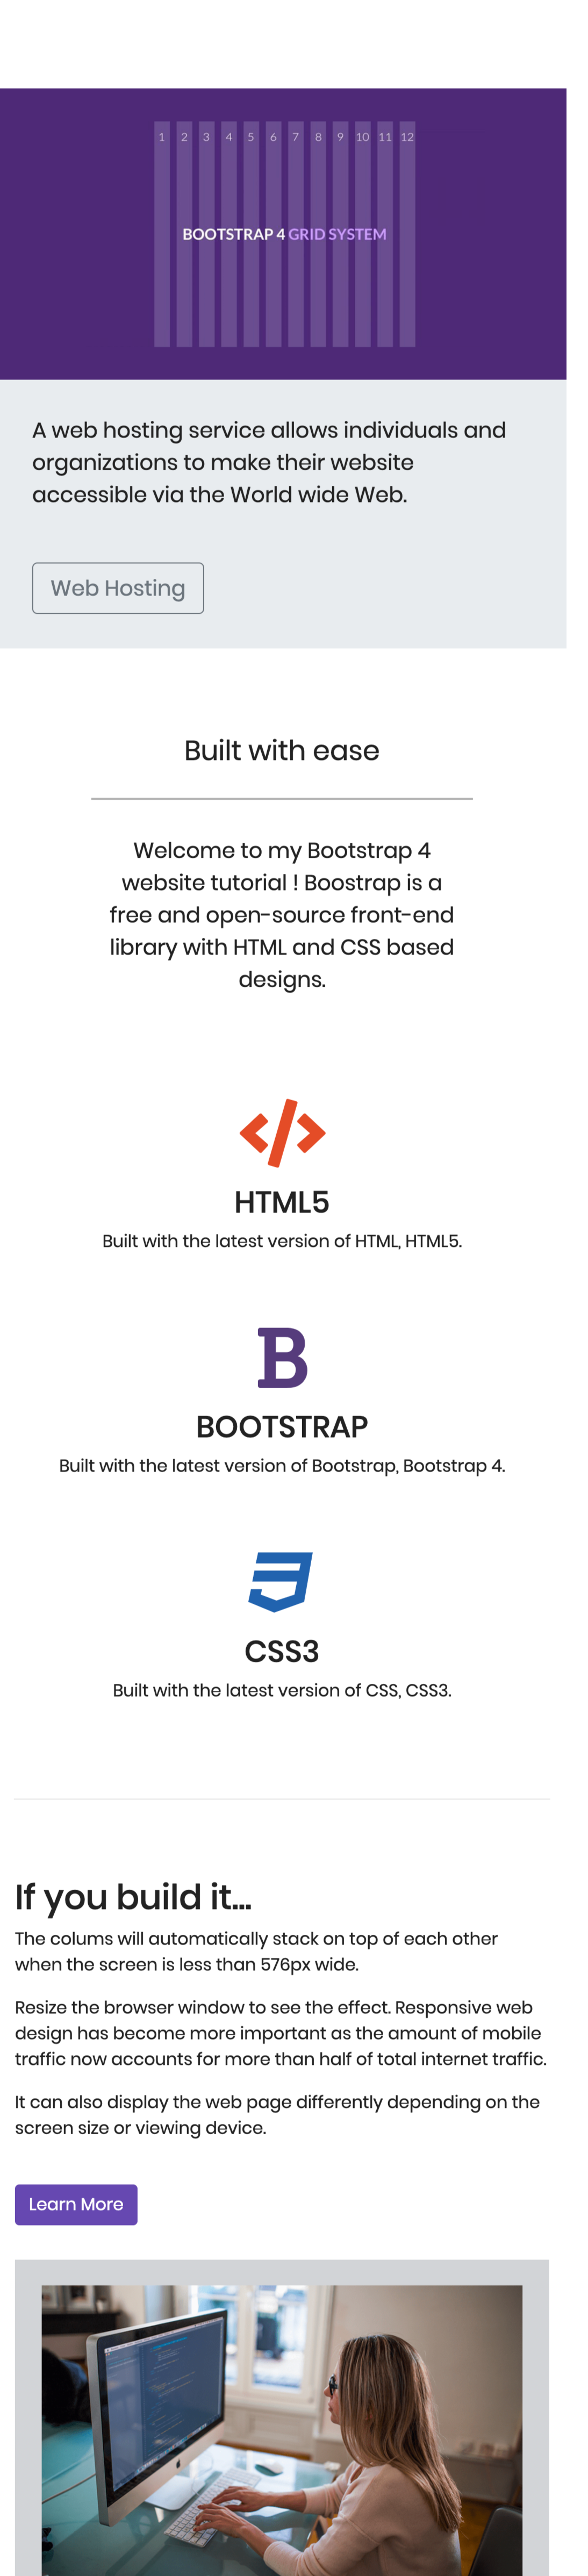 1 2 3 4 5 6 7 8 9 10 11 12
BOOTSTRAP 4 GRID SYSTEM
A web hosting service allows individuals and
organizations to make their website
accessible via the World wide Web.
Web Hosting
Built with ease
Welcome to my Bootstrap 4
website tutorial ! Boostrap is a
free and open-source front-end
library with HTML and CSS based
designs.
HTML5
Built with the latest version of HTML, HTML5.
B
BOOTSTRAP
Built with the latest version of Bootstrap, Bootstrap 4.
CSS3
Built with the latest version of CSS, CSS3.
If you build it...
The colums will automatically stack on top of each other
when the screen is less than 576px wide.
Resize the browser window to see the effect. Responsive web
design has become more important as the amount of mobile
traffic now accounts for more than half of total internet traffic.
It can also display the web page differently depending on the
screen size or viewing device.
Learn More